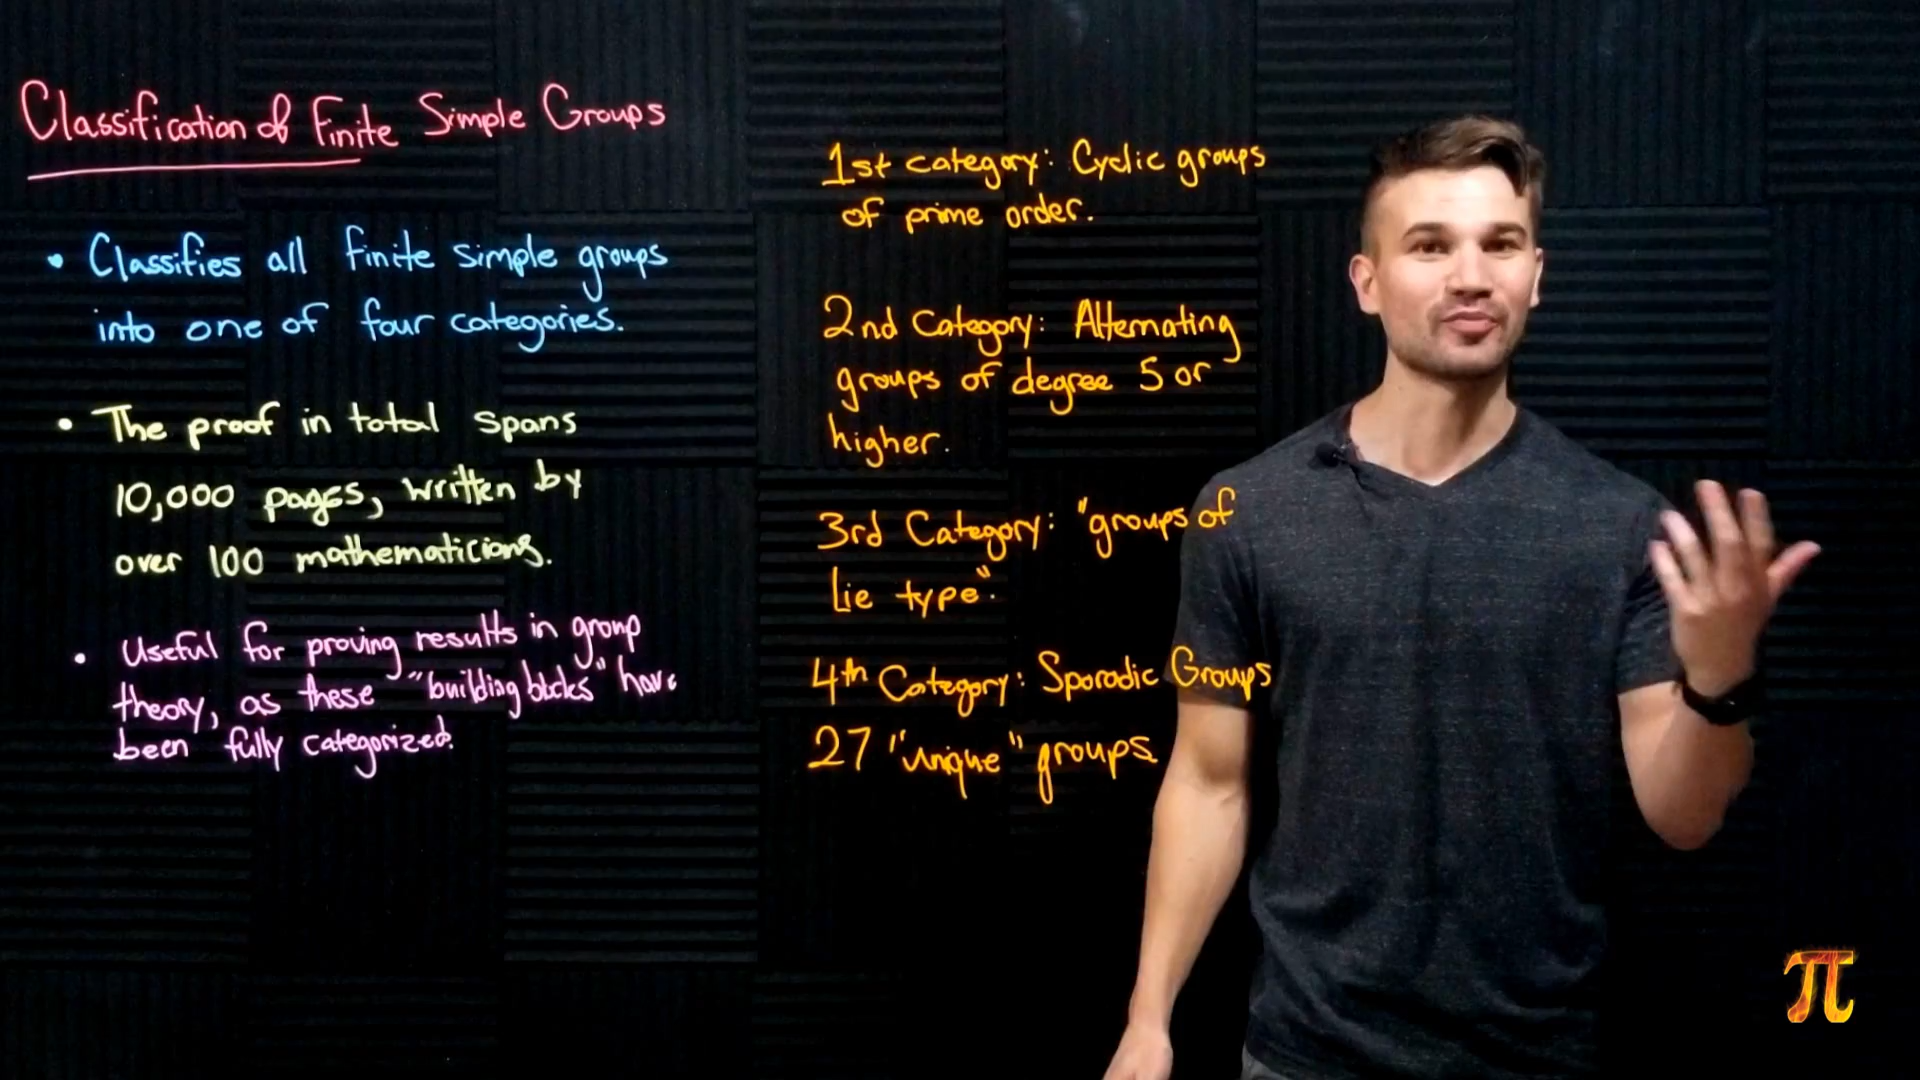 Classification of Finite Simple Groups
• Classifies all finite simple groups
into one of four categories.
• The proof in total spans
10,000 pages, written by
over 100 mathematicians.
• Useful for proving results in group
theory, as these "building blocks" have
been fully categorized.
1st category: Cyclic groups
of prime order.
2nd Category: Alternating
groups of degree 5 or
higher.
3rd Category: "groups of
Lie type".
4th Category: Sporadic Groups
27 "unique" groups.
π